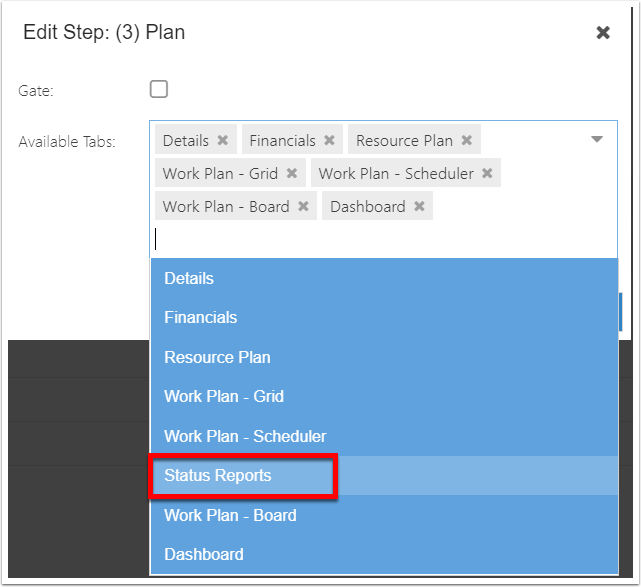 Edit Step: (3) Plan
Gate:
Available Tabs:
Details Financials Resource Plan
Work Plan - Grid Work Plan - Scheduler
Work Plan - Board Dashboard
Details
Financials
Resource Plan
Work Plan - Grid
Work Plan - Scheduler
Status Reports
Work Plan - Board
Dashboard